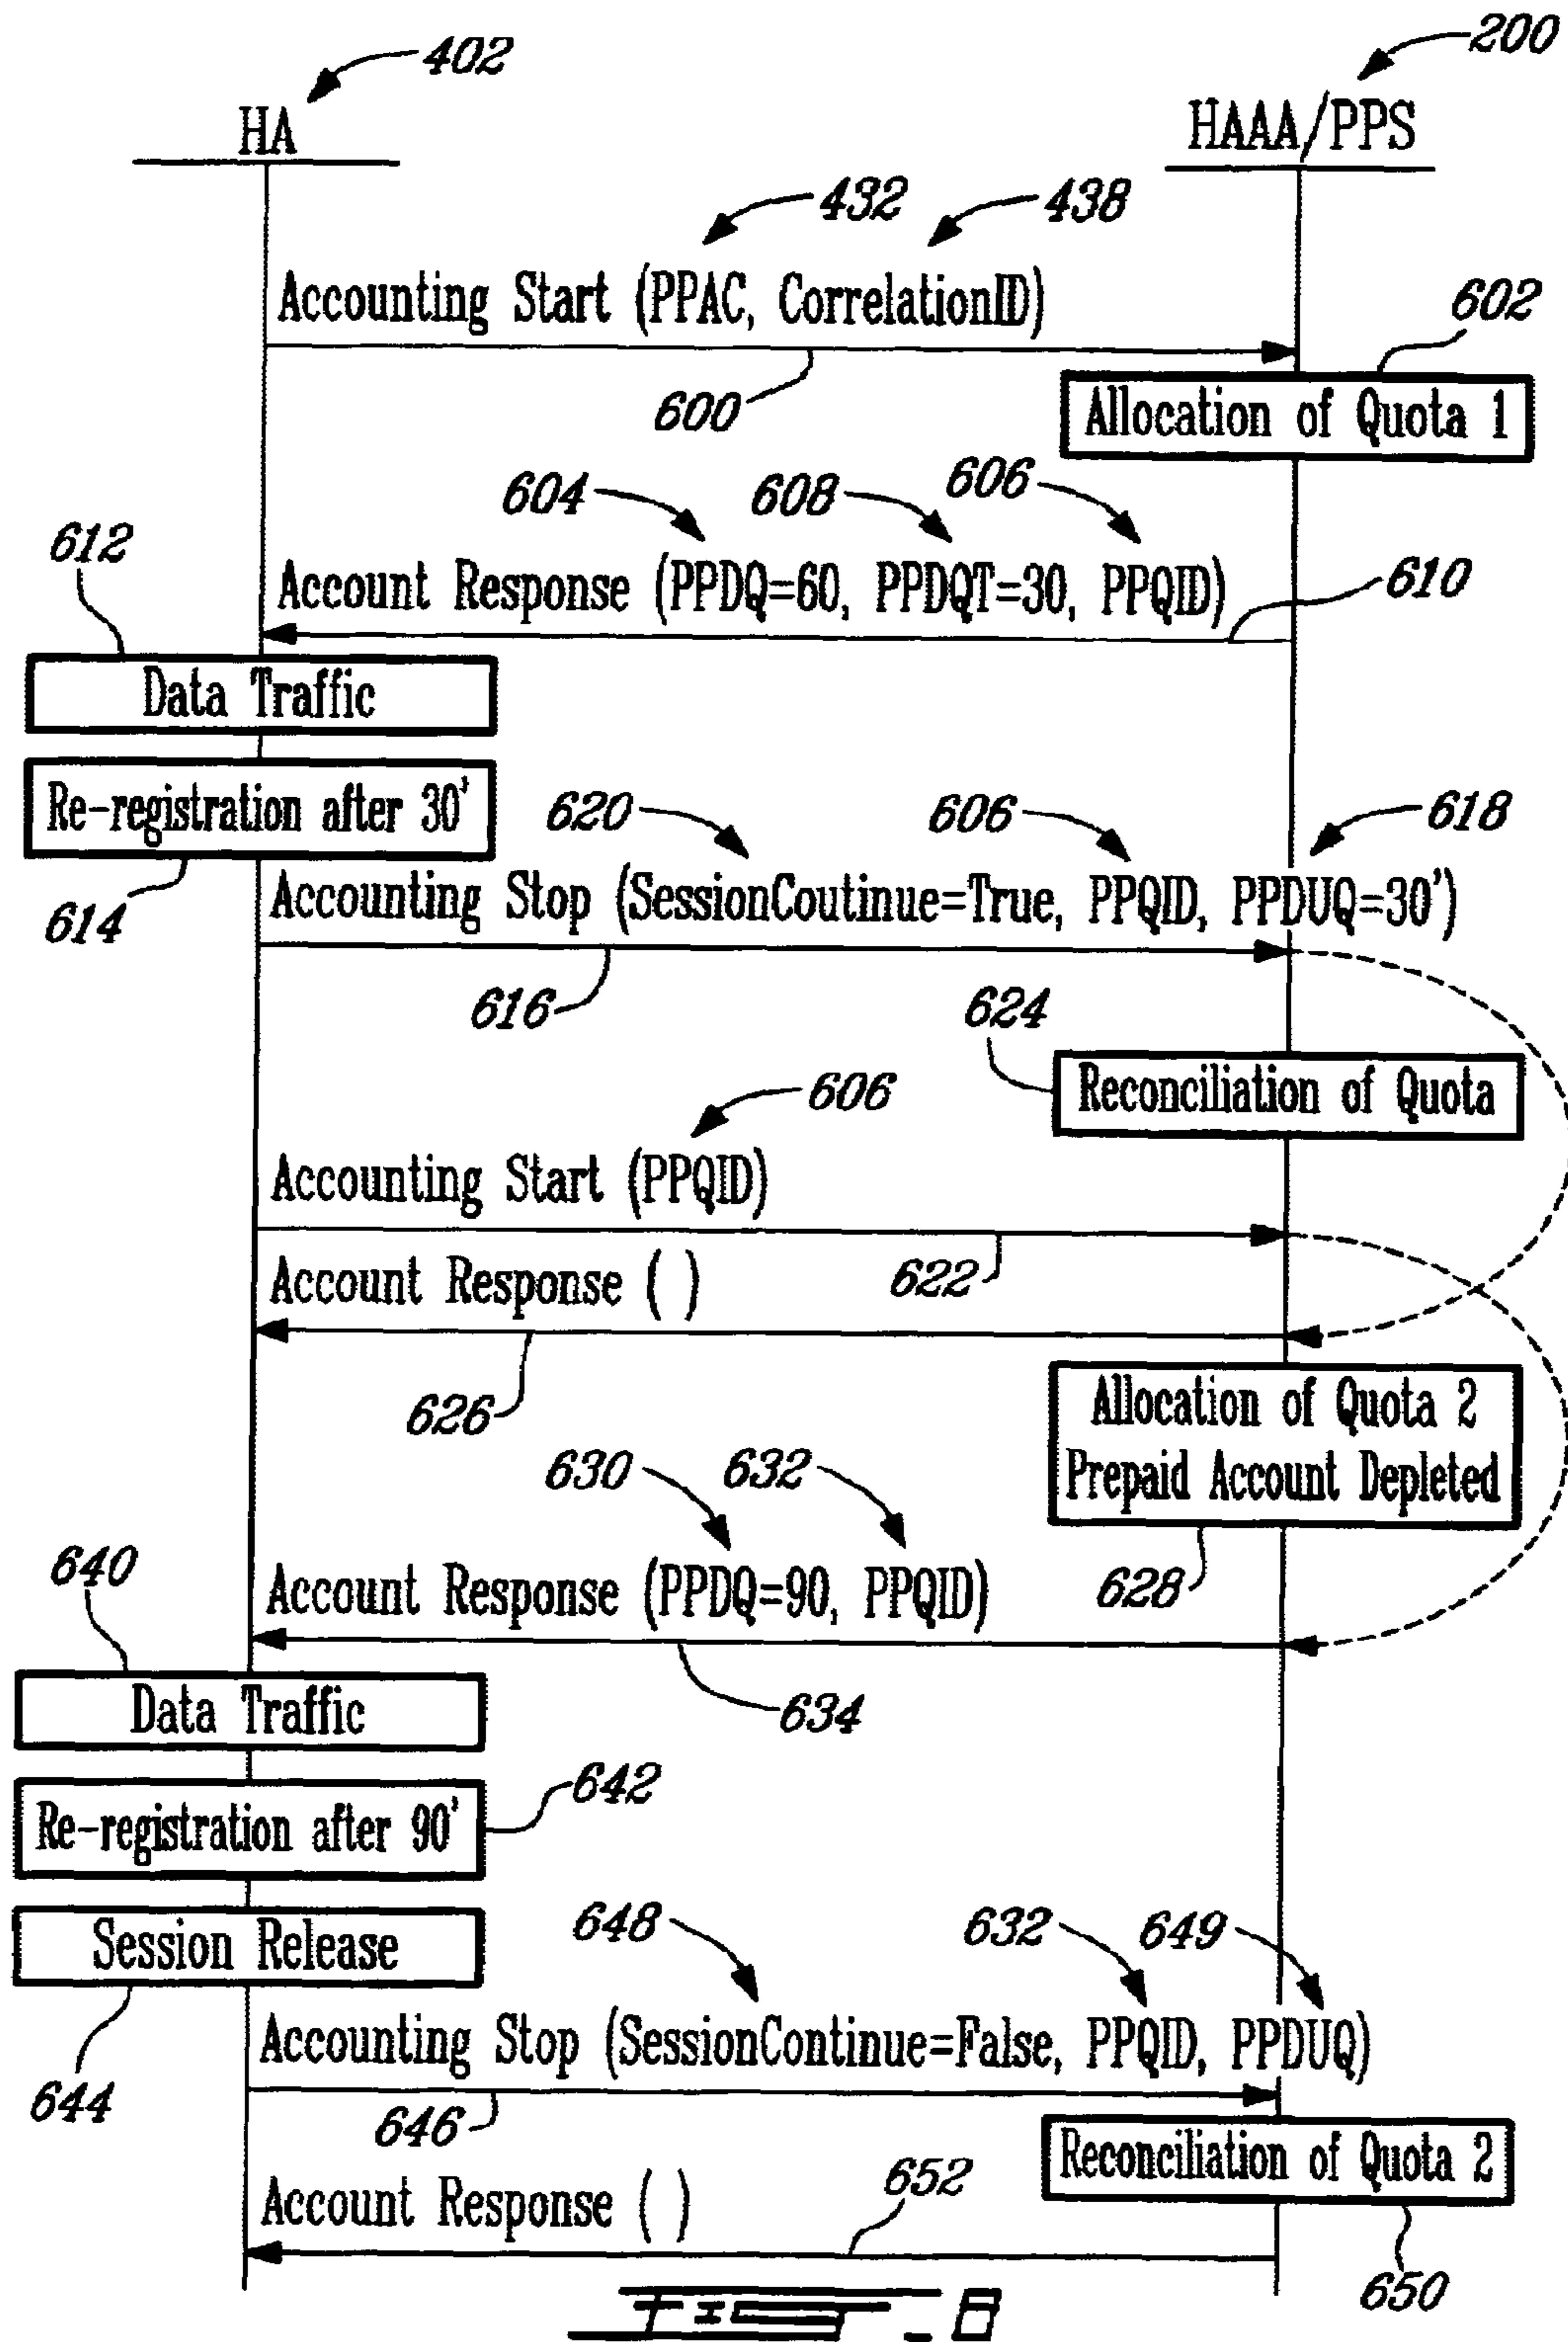 402
200
HA
HAAA/PPS
432
438
Accounting Start (PPAC, CorrelationID)
602
600
Allocation of Quota 1
604
608
606
612
Account Response (PPDQ=60, PPDQT=30, PPQID)
610
Data Traffic
Re-registration after 30'
620
606
618
614
Accounting Stop (SessionCoutinue=True, PPQID, PPDUQ=30')
616
624
Reconciliation of Quota
606
Accounting Start (PPQID)
622
Account Response ( )
626
Allocation of Quota 2
Prepaid Account Depleted
630
632
640
628
Account Response (PPDQ=90, PPQID)
634
Data Traffic
Re-registration after 90'
642
648
632
649
Session Release
644
Accounting Stop (SessionContinue=False, PPQID, PPDUQ)
646
Reconciliation of Quota 2
652
Account Response ( )
650